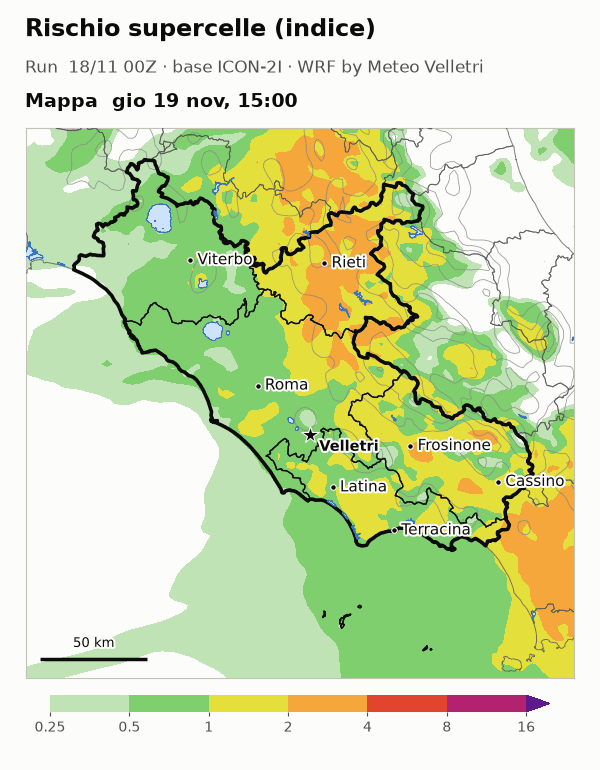 Rischio supercelle (indice)
Run  18/11 00Z · base ICON-2I · WRF by Meteo Velletri
Mappa  gio 19 nov, 15:00
Viterbo
Rieti
Roma
Velletri
Frosinone
Cassino
Latina
Terracina
50 km
0.25 0.5 1 2 4 8 16